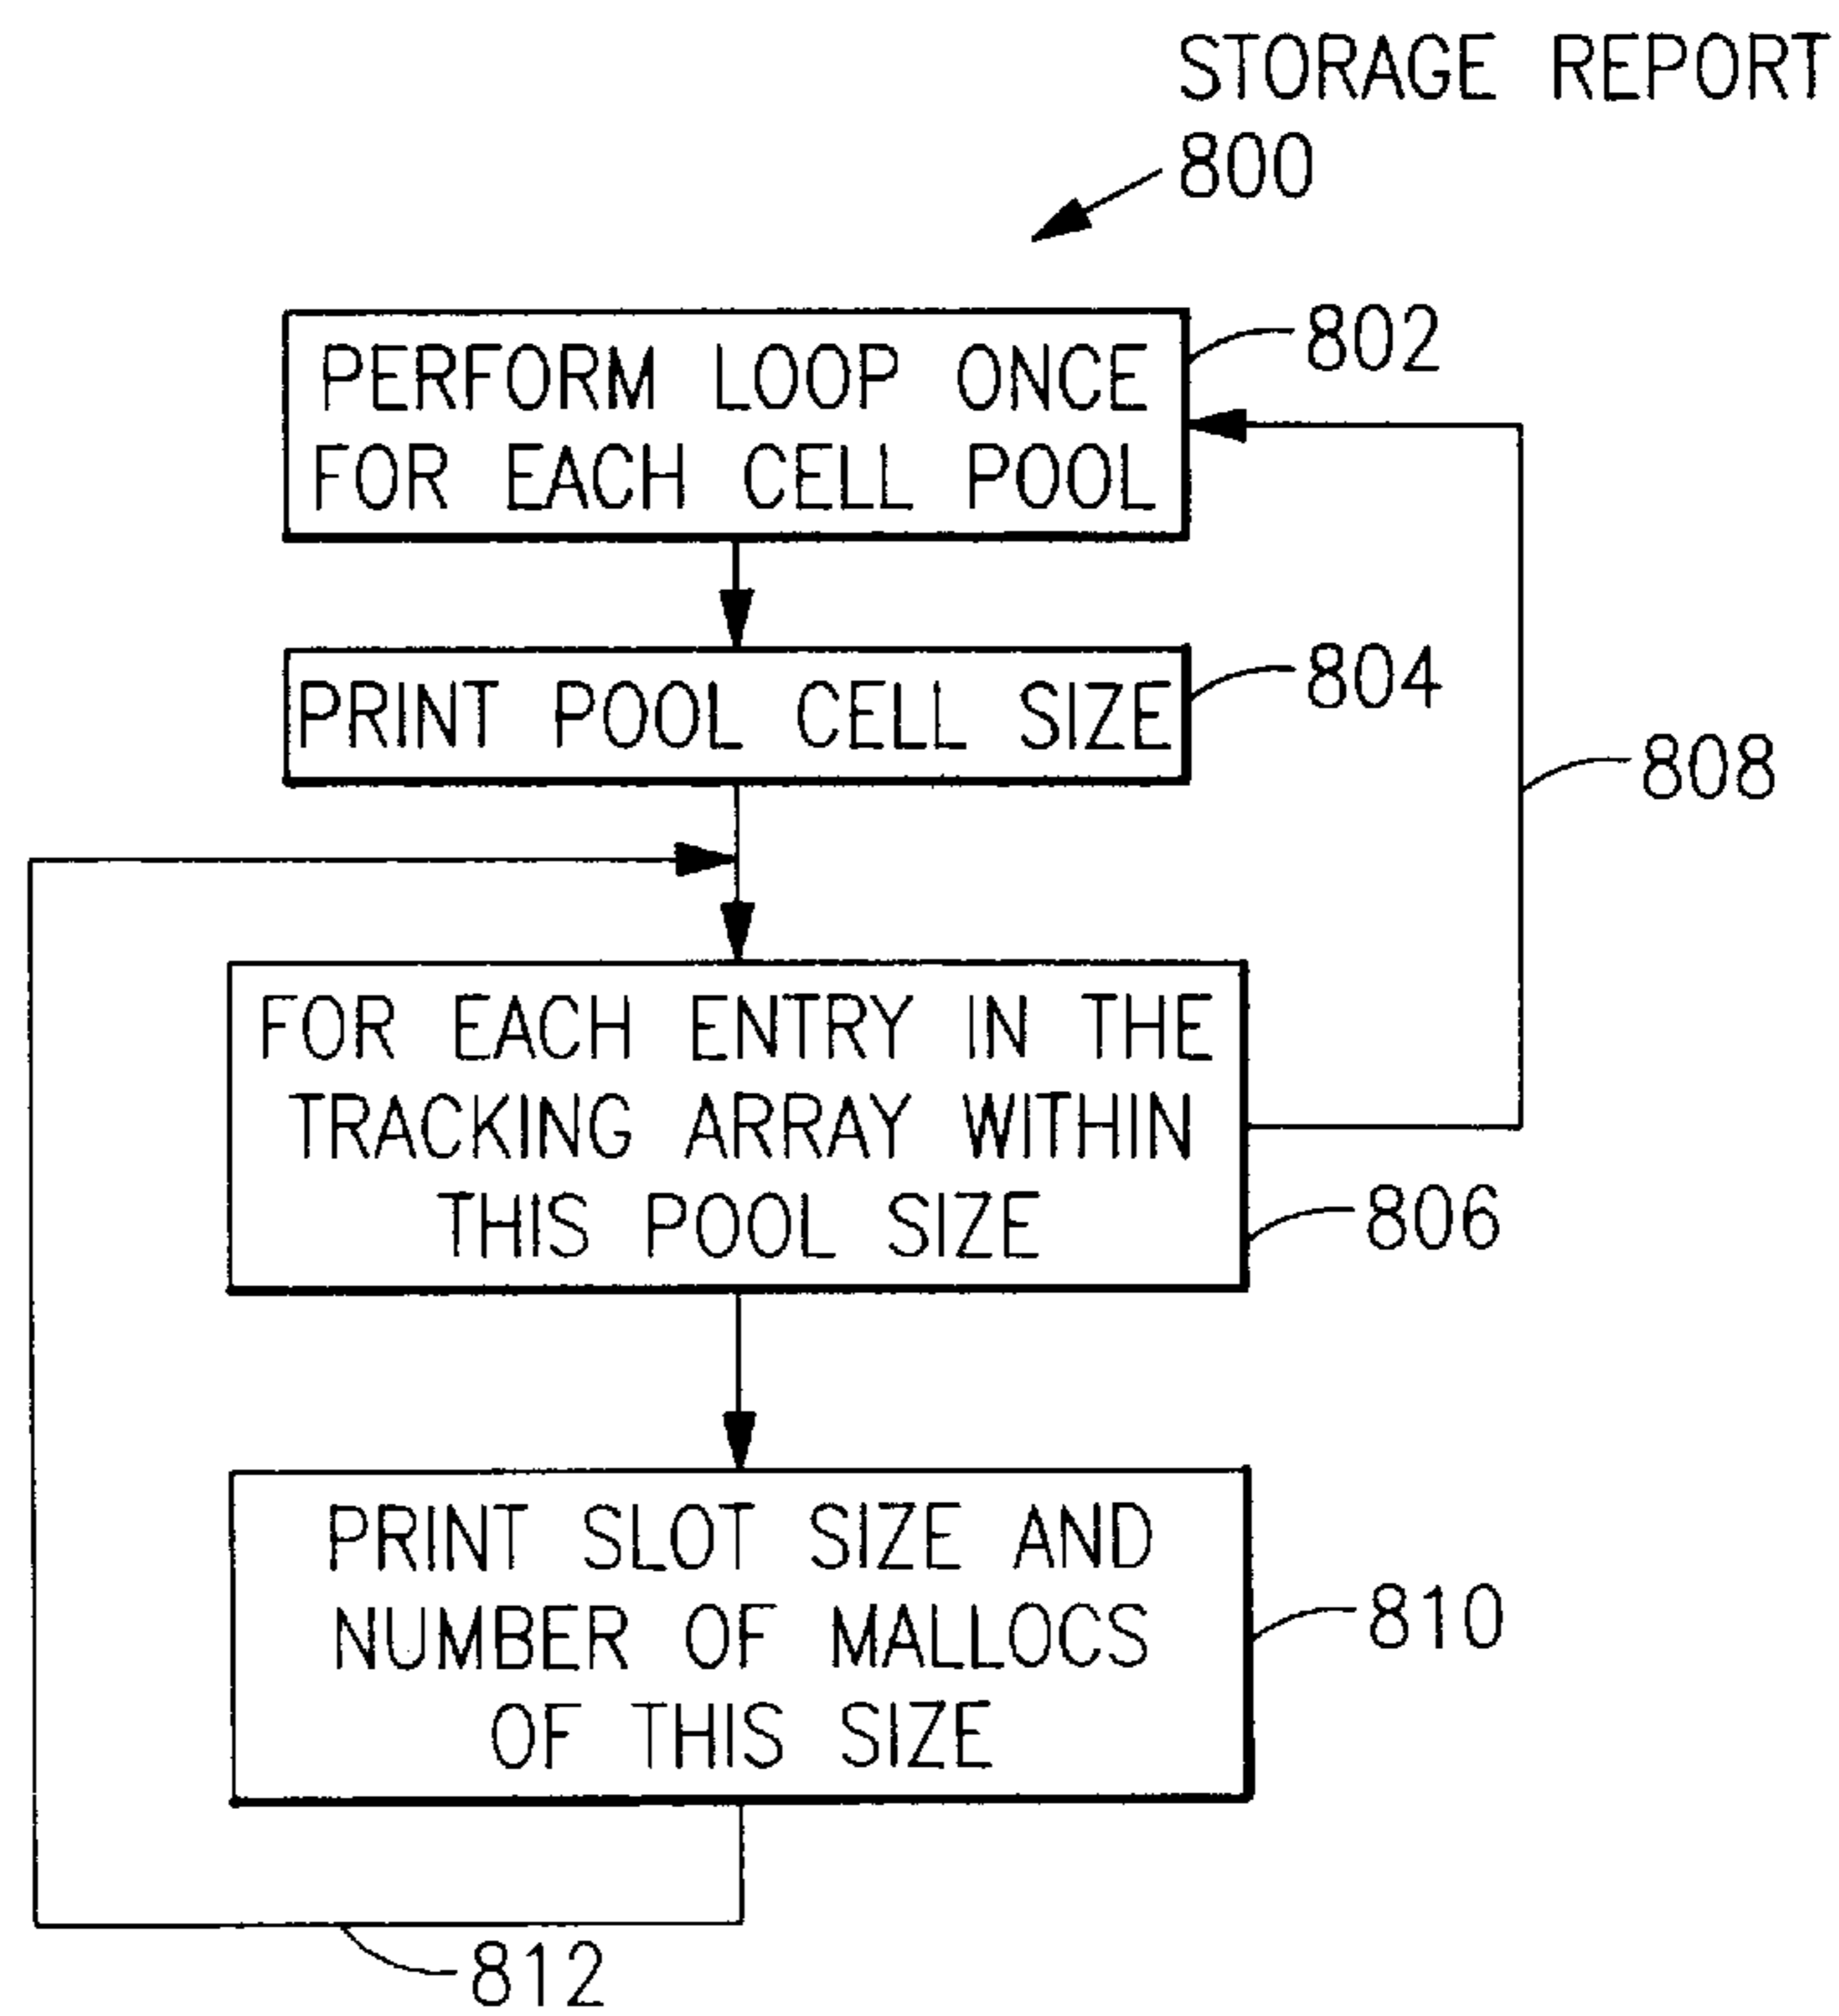 STORAGE REPORT
800
PERFORM LOOP ONCE
FOR EACH CELL POOL
802
PRINT POOL CELL SIZE
804
808
FOR EACH ENTRY IN THE
TRACKING ARRAY WITHIN
THIS POOL SIZE
806
PRINT SLOT SIZE AND
NUMBER OF MALLOCS
OF THIS SIZE
810
812